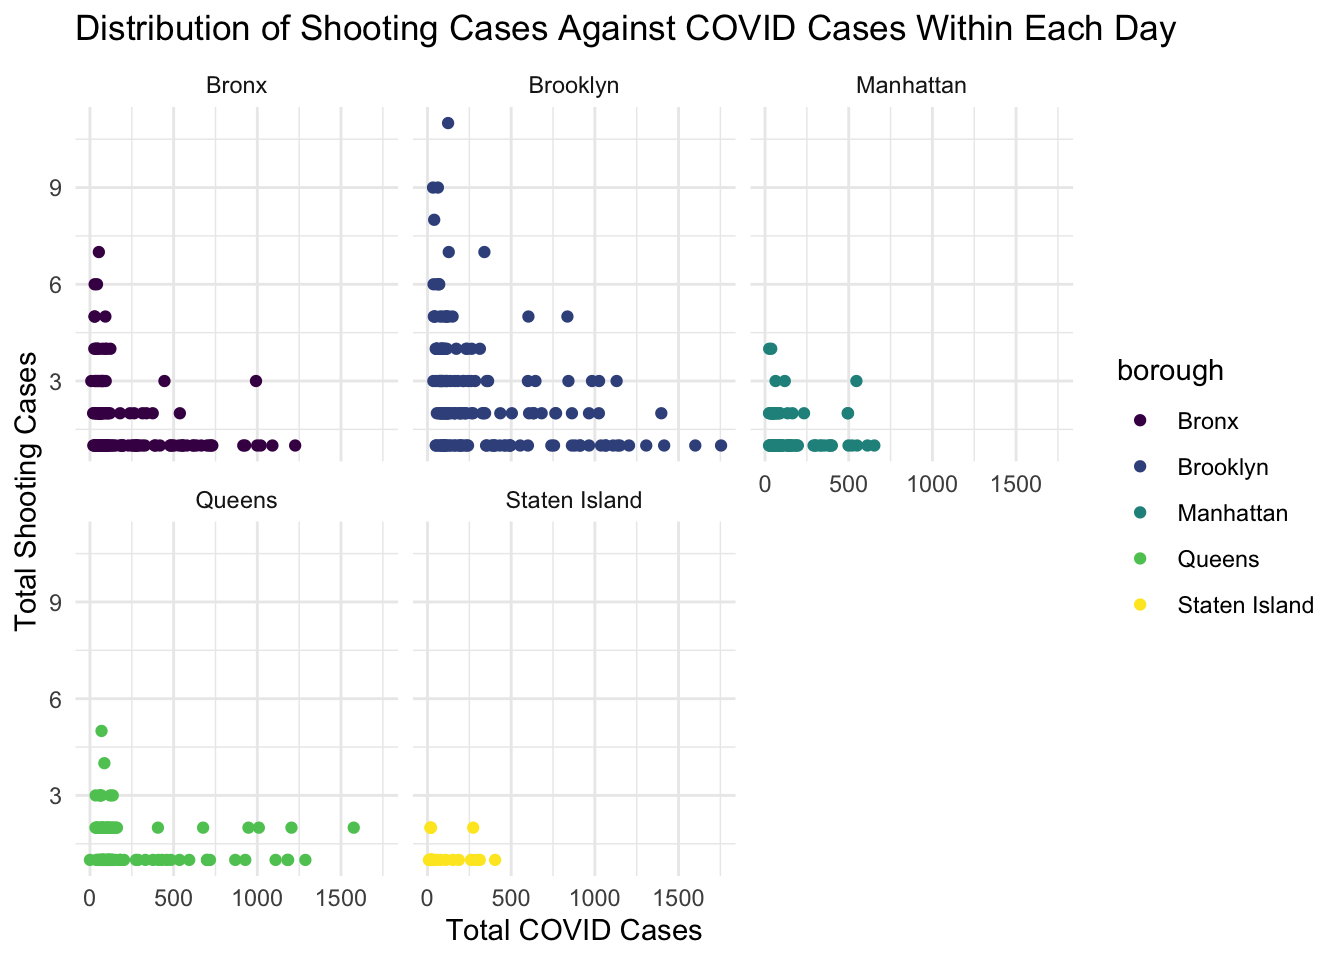 Distribution of Shooting Cases Against COVID Cases Within Each Day
Bronx
Brooklyn
Manhattan
9
6
3
0 500 1000 1500
Queens
Staten Island
9
6
3
0 500 1000 1500
0 500 1000 1500
Total Shooting Cases
Total COVID Cases
borough
Bronx
Brooklyn
Manhattan
Queens
Staten Island